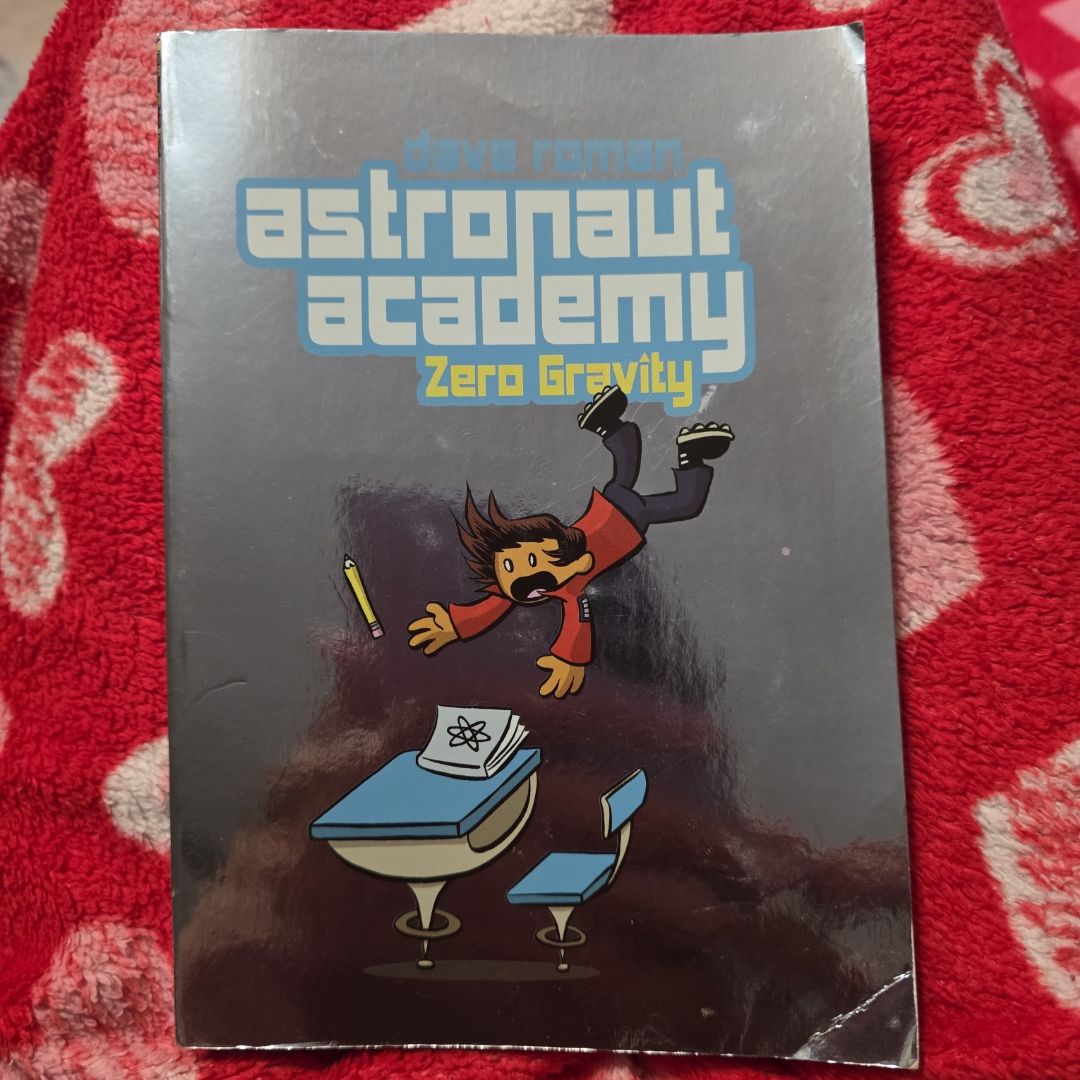 dave roman
astronaut
academy
Zero Gravity